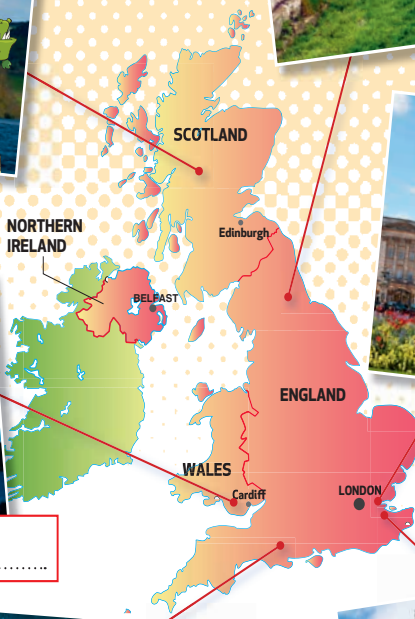 SCOTLAND
NORTHERN
IRELAND
Edinburgh
BELFAST
ENGLAND
WALES
Cardiff
LONDON